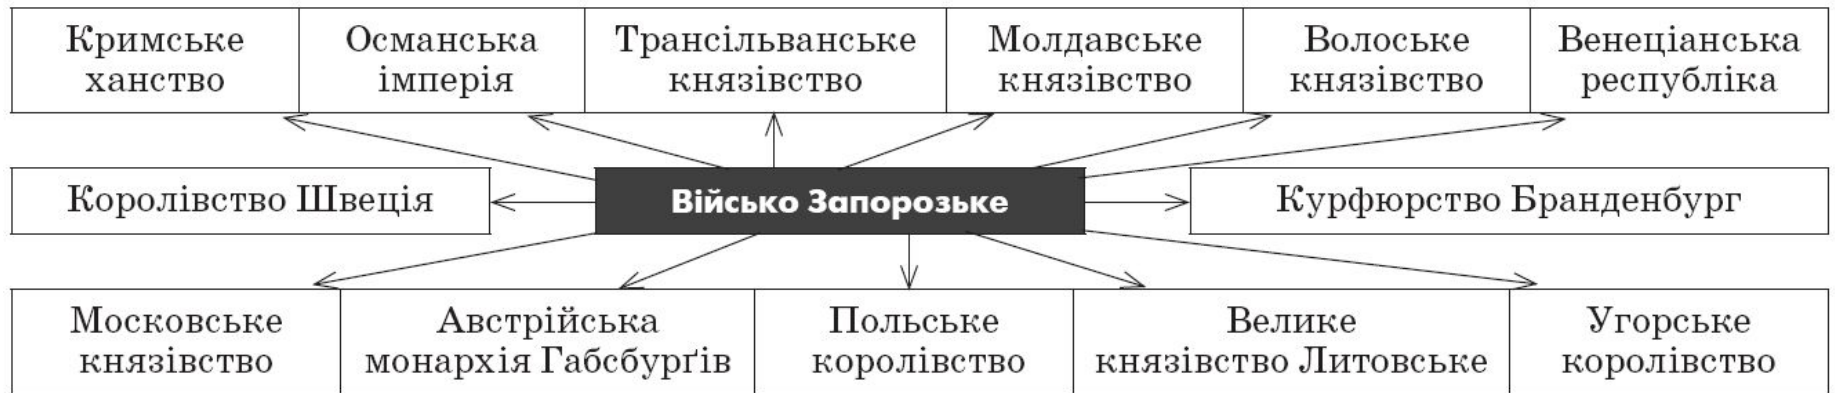 Кримське
ханство
Османська
імперія
Трансільванське
князівство
Молдавське
князівство
Волоське
князівство
Венеціанська
республіка
Королівство Швеція
Військо Запорозьке
Курфюрство Бранденбург
Московське
князівство
Австрійська
монархія Габсбурґів
Польське
королівство
Велике
князівство Литовське
Угорське
королівство